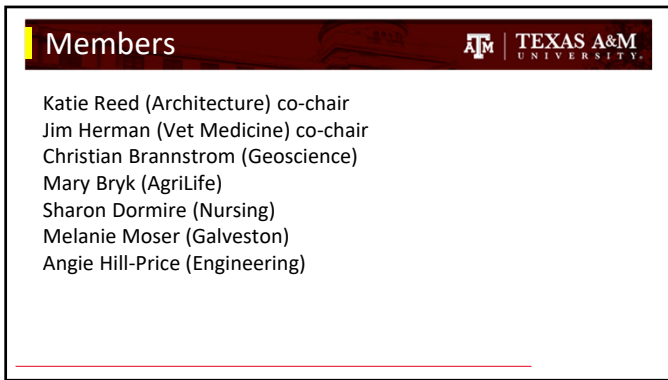 Members
ĀM | TEXAS A&M
UNIVERSITY.
Katie Reed (Architecture) co-chair
Jim Herman (Vet Medicine) co-chair
Christian Brannstrom (Geoscience)
Mary Bryk (AgriLife)
Sharon Dormire (Nursing)
Melanie Moser (Galveston)
Angie Hill-Price (Engineering)